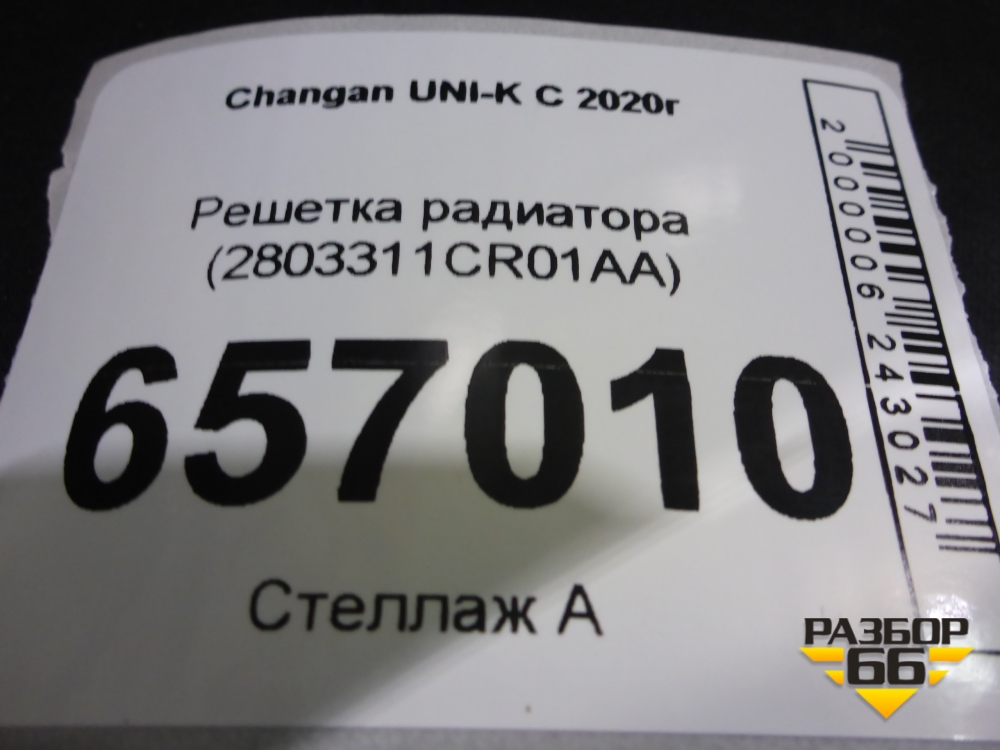 Changan UNI-K С 2020г
Решетка радиатора
(2803311CR01AA)
657010
Стеллаж А
2000006243027
РАЗБОР
66